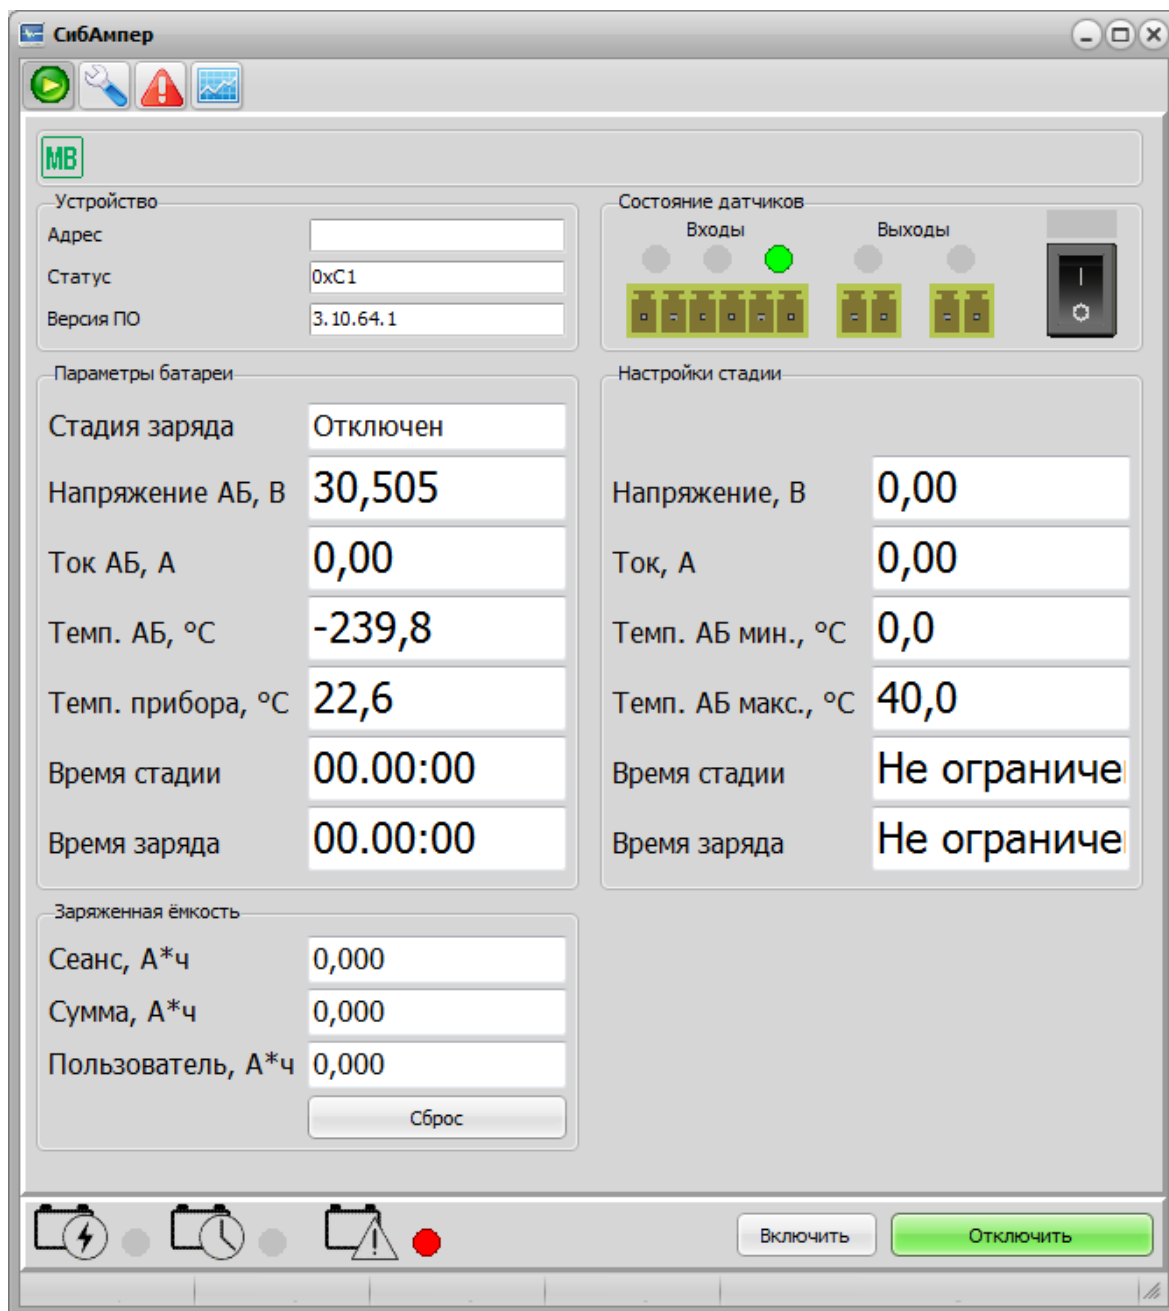 СибАмпер
MB
Устройство
Адрес
Статус 0xC1
Версия ПО 3.10.64.1
Состояние датчиков
Входы Выходы
Параметры батареи
Стадия заряда Отключен
Напряжение АБ, В 30,505
Ток АБ, А 0,00
Темп. АБ, °С -239,8
Темп. прибора, °С 22,6
Время стадии 00.00:00
Время заряда 00.00:00
Настройки стадии
Напряжение, В 0,00
Ток, А 0,00
Темп. АБ мин., °С 0,0
Темп. АБ макс., °С 40,0
Время стадии Не ограничен
Время заряда Не ограничен
Заряженная ёмкость
Сеанс, А*ч 0,000
Сумма, А*ч 0,000
Пользователь, А*ч 0,000
Сброс
Включить Отключить